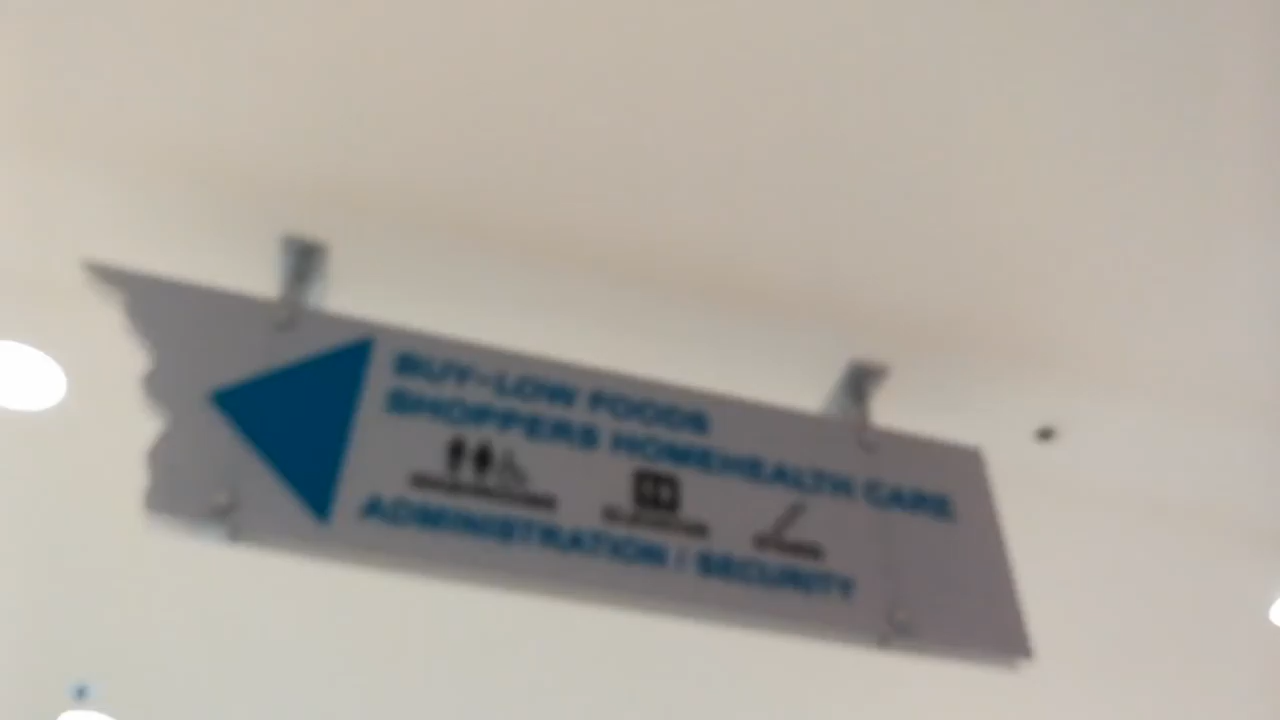 BUY-LOW FOODS
SHOPPERS HOMEHEALTH CARE
ADMINISTRATION / SECURITY